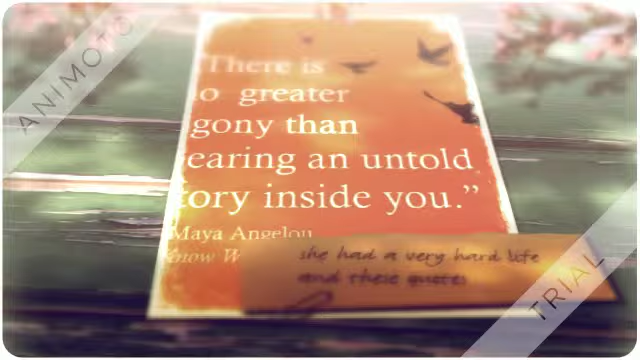 ANIMOTO
"There is
o greater
gony than
earing an untold
tory inside you.”
Maya Angelou
now W
she had a very hard life
and these quotes
TRIAL